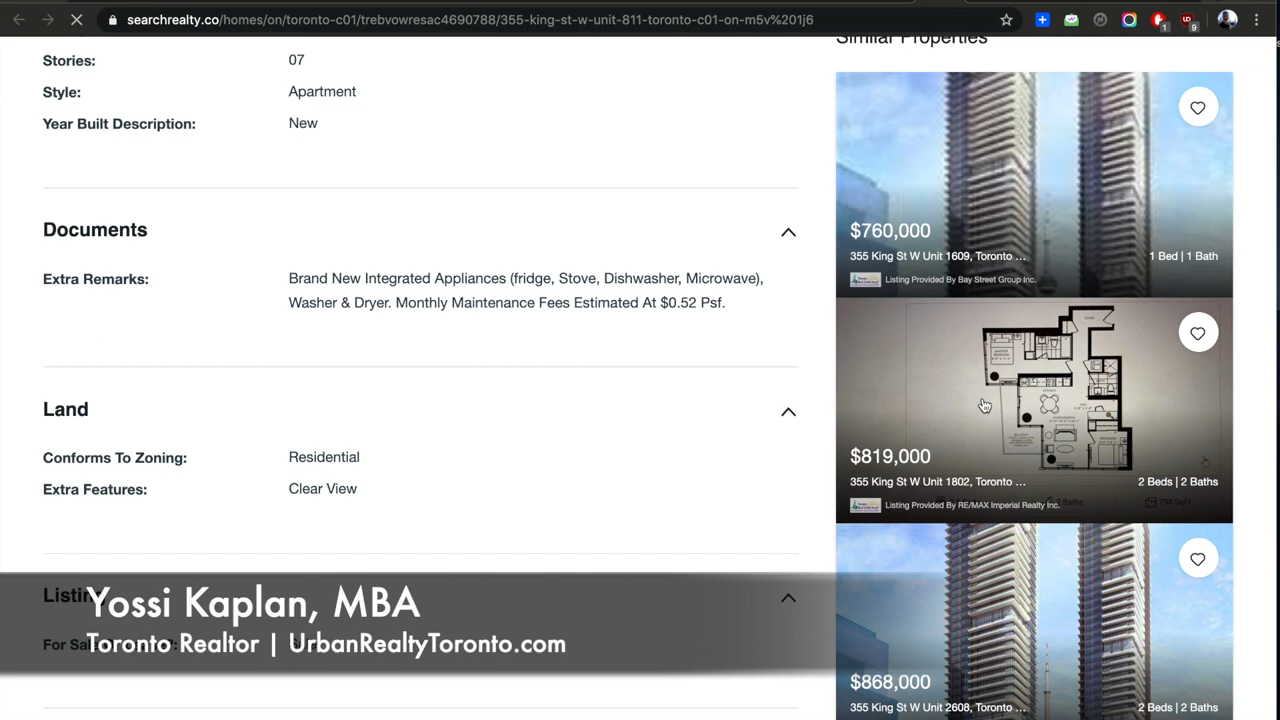 searchrealty.co/homes/on/toronto-c01/trebvowresac4690788/355-king-st-w-unit-811-toronto-c01-on-m5v%201j6
1
9
Stories: 07
Style: Apartment
Year Built Description: New
Documents
Extra Remarks: Brand New Integrated Appliances (fridge, Stove, Dishwasher, Microwave),
Washer & Dryer. Monthly Maintenance Fees Estimated At $0.52 Psf.
Land
Conforms To Zoning: Residential
Extra Features: Clear View
Yossi Kaplan, MBA
Toronto Realtor | UrbanRealtyToronto.com
Similar Properties
$760,000
355 King St W Unit 1609, Toronto ... 1 Bed | 1 Bath
Listing Provided By Bay Street Group Inc.
$819,000
355 King St W Unit 1802, Toronto ... 2 Beds | 2 Baths
Listing Provided By RE/MAX Imperial Realty Inc.
$868,000
355 King St W Unit 2608, Toronto ... 2 Beds | 2 Baths